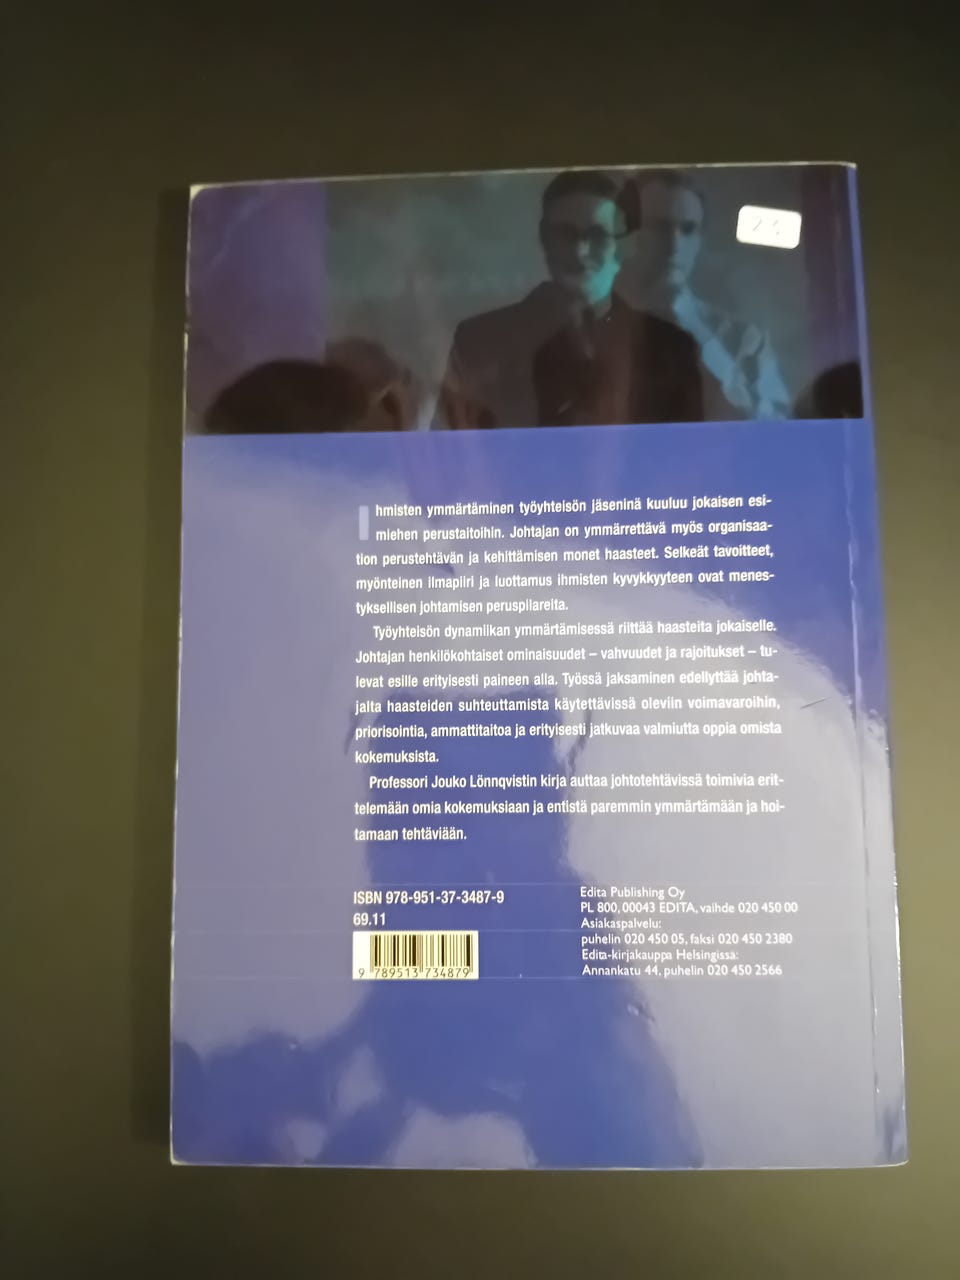 Ihmisten ymmärtäminen työyhteisön jäseninä kuuluu jokaisen esi-
miehen perustaitoihin. Johtajan on ymmärrettävä myös organisaa-
tion perustehtävän ja kehittämisen monet haasteet. Selkeät tavoitteet,
myönteinen ilmapiiri ja luottamus ihmisten kyvykkyyteen ovat menes-
tyksellisen johtamisen peruspilareita.
Työyhteisön dynamiikan ymmärtämisessä riittää haasteita jokaiselle.
Johtajan henkilökohtaiset ominaisuudet – vahvuudet ja rajoitukset – tu-
levat esille erityisesti paineen alla. Työssä jaksaminen edellyttää johta-
jalta haasteiden suhteuttamista käytettävissä oleviin voimavaroihin,
priorisointia, ammattitaitoa ja erityisesti jatkuvaa valmiutta oppia omista
kokemuksista.
Professori Jouko Lönnqvistin kirja auttaa johtotehtävissä toimivia erit-
telemään omia kokemuksiaan ja entistä paremmin ymmärtämään ja hoi-
tamaan tehtäviään.
ISBN 978-951-37-3487-9
69.11
9 789513 734879
Edita Publishing Oy
PL 800, 00043 EDITA, vaihde 020 450 00
Asiakaspalvelu:
puhelin 020 450 05, faksi 020 450 2380
Edita-kirjakauppa Helsingissä:
Annankatu 44, puhelin 020 450 2566